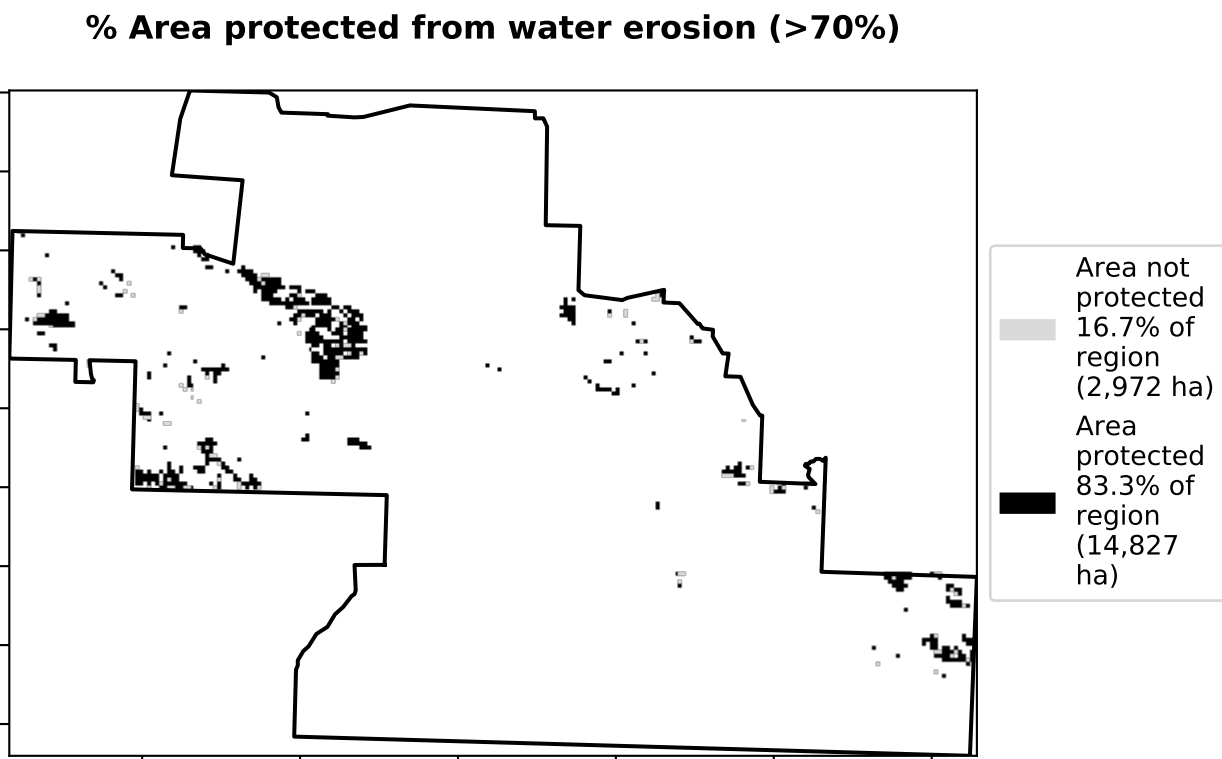 % Area protected from water erosion (>70%)
Area not
protected
16.7% of
region
(2,972 ha)
Area
protected
83.3% of
region
(14,827
ha)